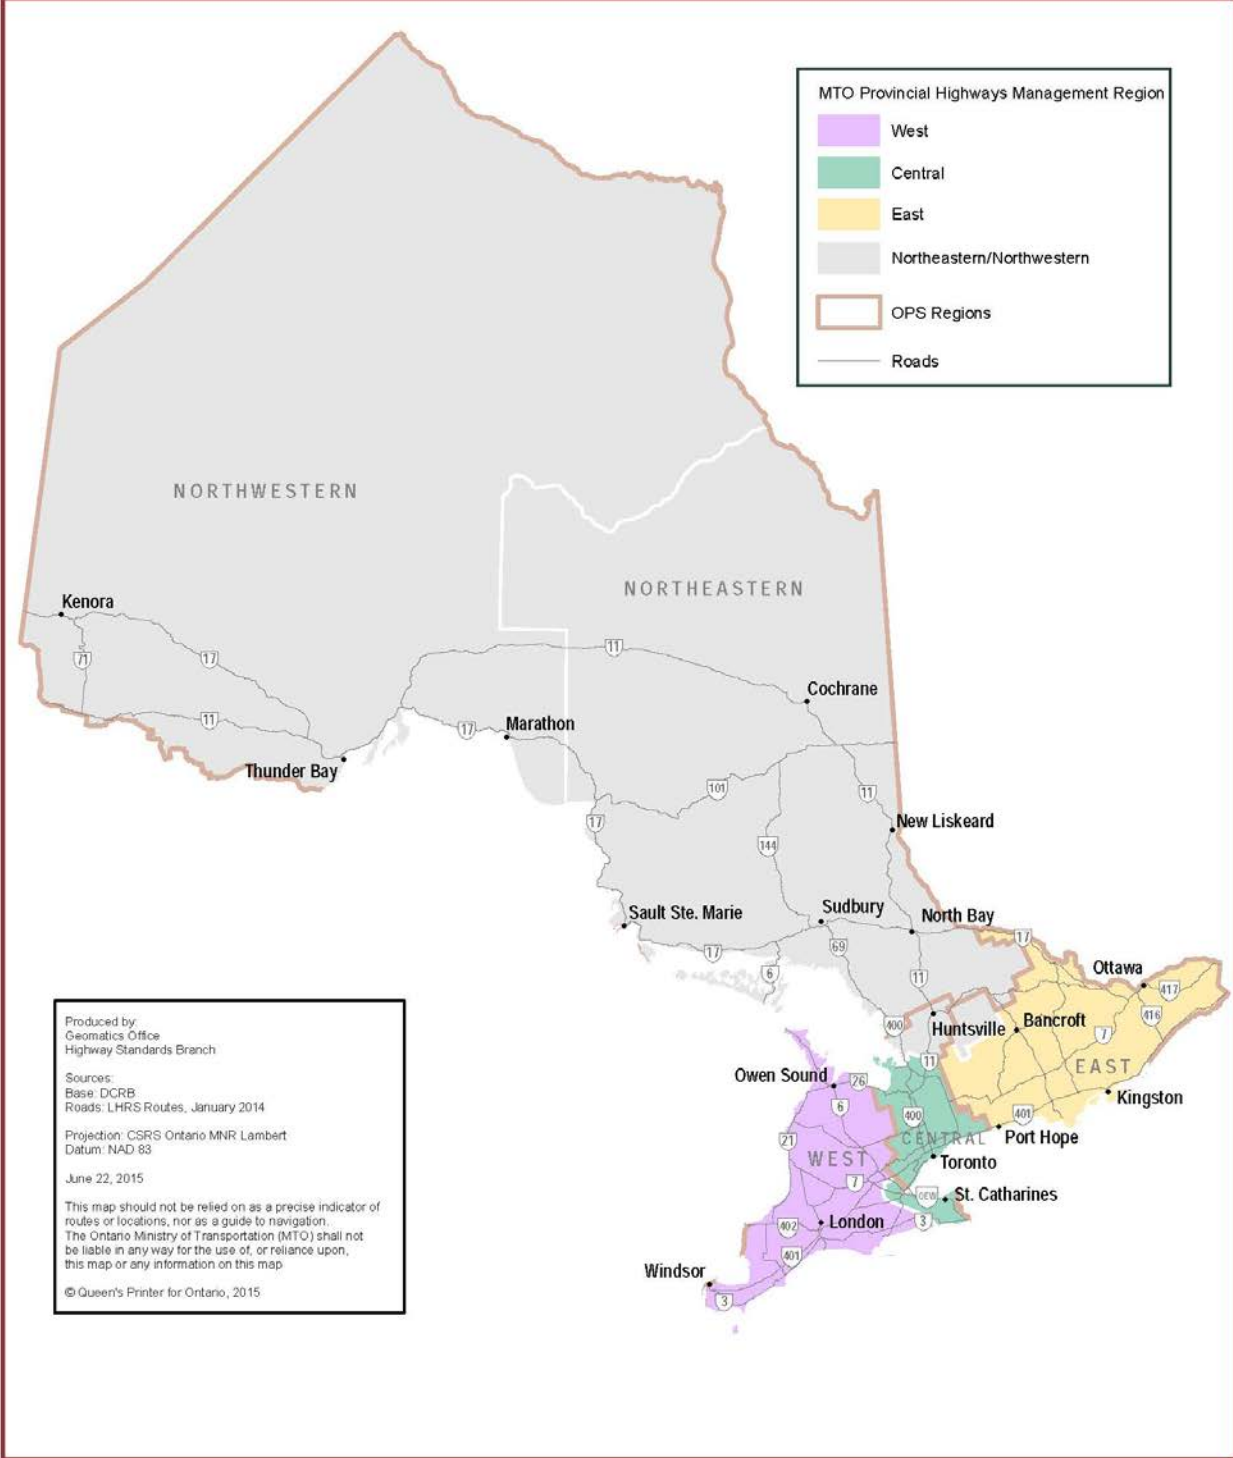 MTO Provincial Highways Management Region
West
Central
East
Northeastern/Northwestern
OPS Regions
Roads
NORTHWESTERN
NORTHEASTERN
Kenora
71
17
11
11
Cochrane
17
Marathon
Thunder Bay
101
11
17
New Liskeard
144
Sault Ste. Marie
Sudbury
North Bay
17
69
17
6
11
Ottawa
417
400
Huntsville
Bancroft
416
7
11
EAST
Owen Sound
26
6
400
401
Kingston
21
CENTRAL
Port Hope
WEST
Toronto
7
QEW
St. Catharines
402
London
3
401
Windsor
3
Produced by:
Geomatics Office
Highway Standards Branch
Sources:
Base: DCRB
Roads: LHRS Routes, January 2014
Projection: CSRS Ontario MNR Lambert
Datum: NAD 83
June 22, 2015
This map should not be relied on as a precise indicator of
routes or locations, nor as a guide to navigation.
The Ontario Ministry of Transportation (MTO) shall not
be liable in any way for the use of, or reliance upon,
this map or any information on this map
© Queen's Printer for Ontario, 2015